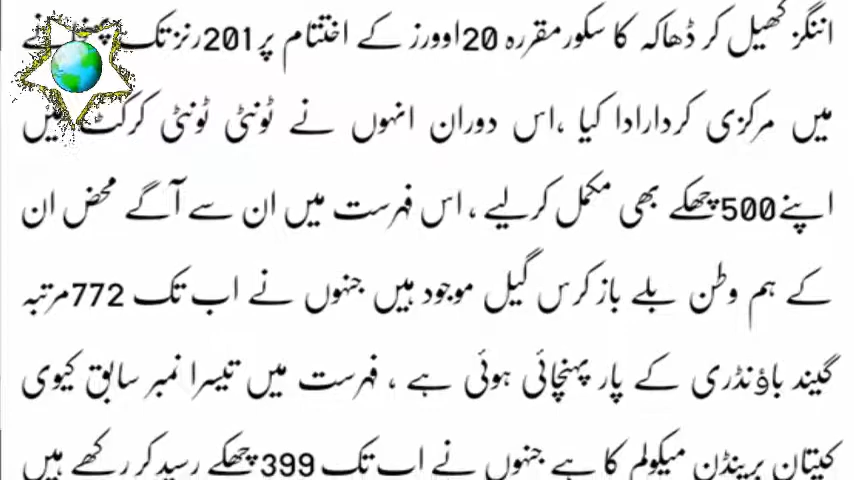 اننگز کھیل کر ڈھاکہ کا سکور مقررہ 20 اوورز کے اختتام پر 201 رنز تک
میں مرکزی کردار ادا کیا ،اس دوران انہوں نے ٹونٹی ٹونٹی کرکٹ میں
اپنے 500 چھکے بھی مکمل کرلیے ، اس فہرست میں ان سے آگے محض ان
کے ہم وطن بلے باز کرس گیل موجود ہیں جنہوں نے اب تک 772 مرتبہ
گیند باؤنڈری کے پار پہنچائی ہوئی ہے ، فہرست میں تیسرا نمبر سابق کیوی
کپتان برینڈن میکولم کا ہے جنہوں نے اب تک 399 چھکے رسید کر رکھے ہیں